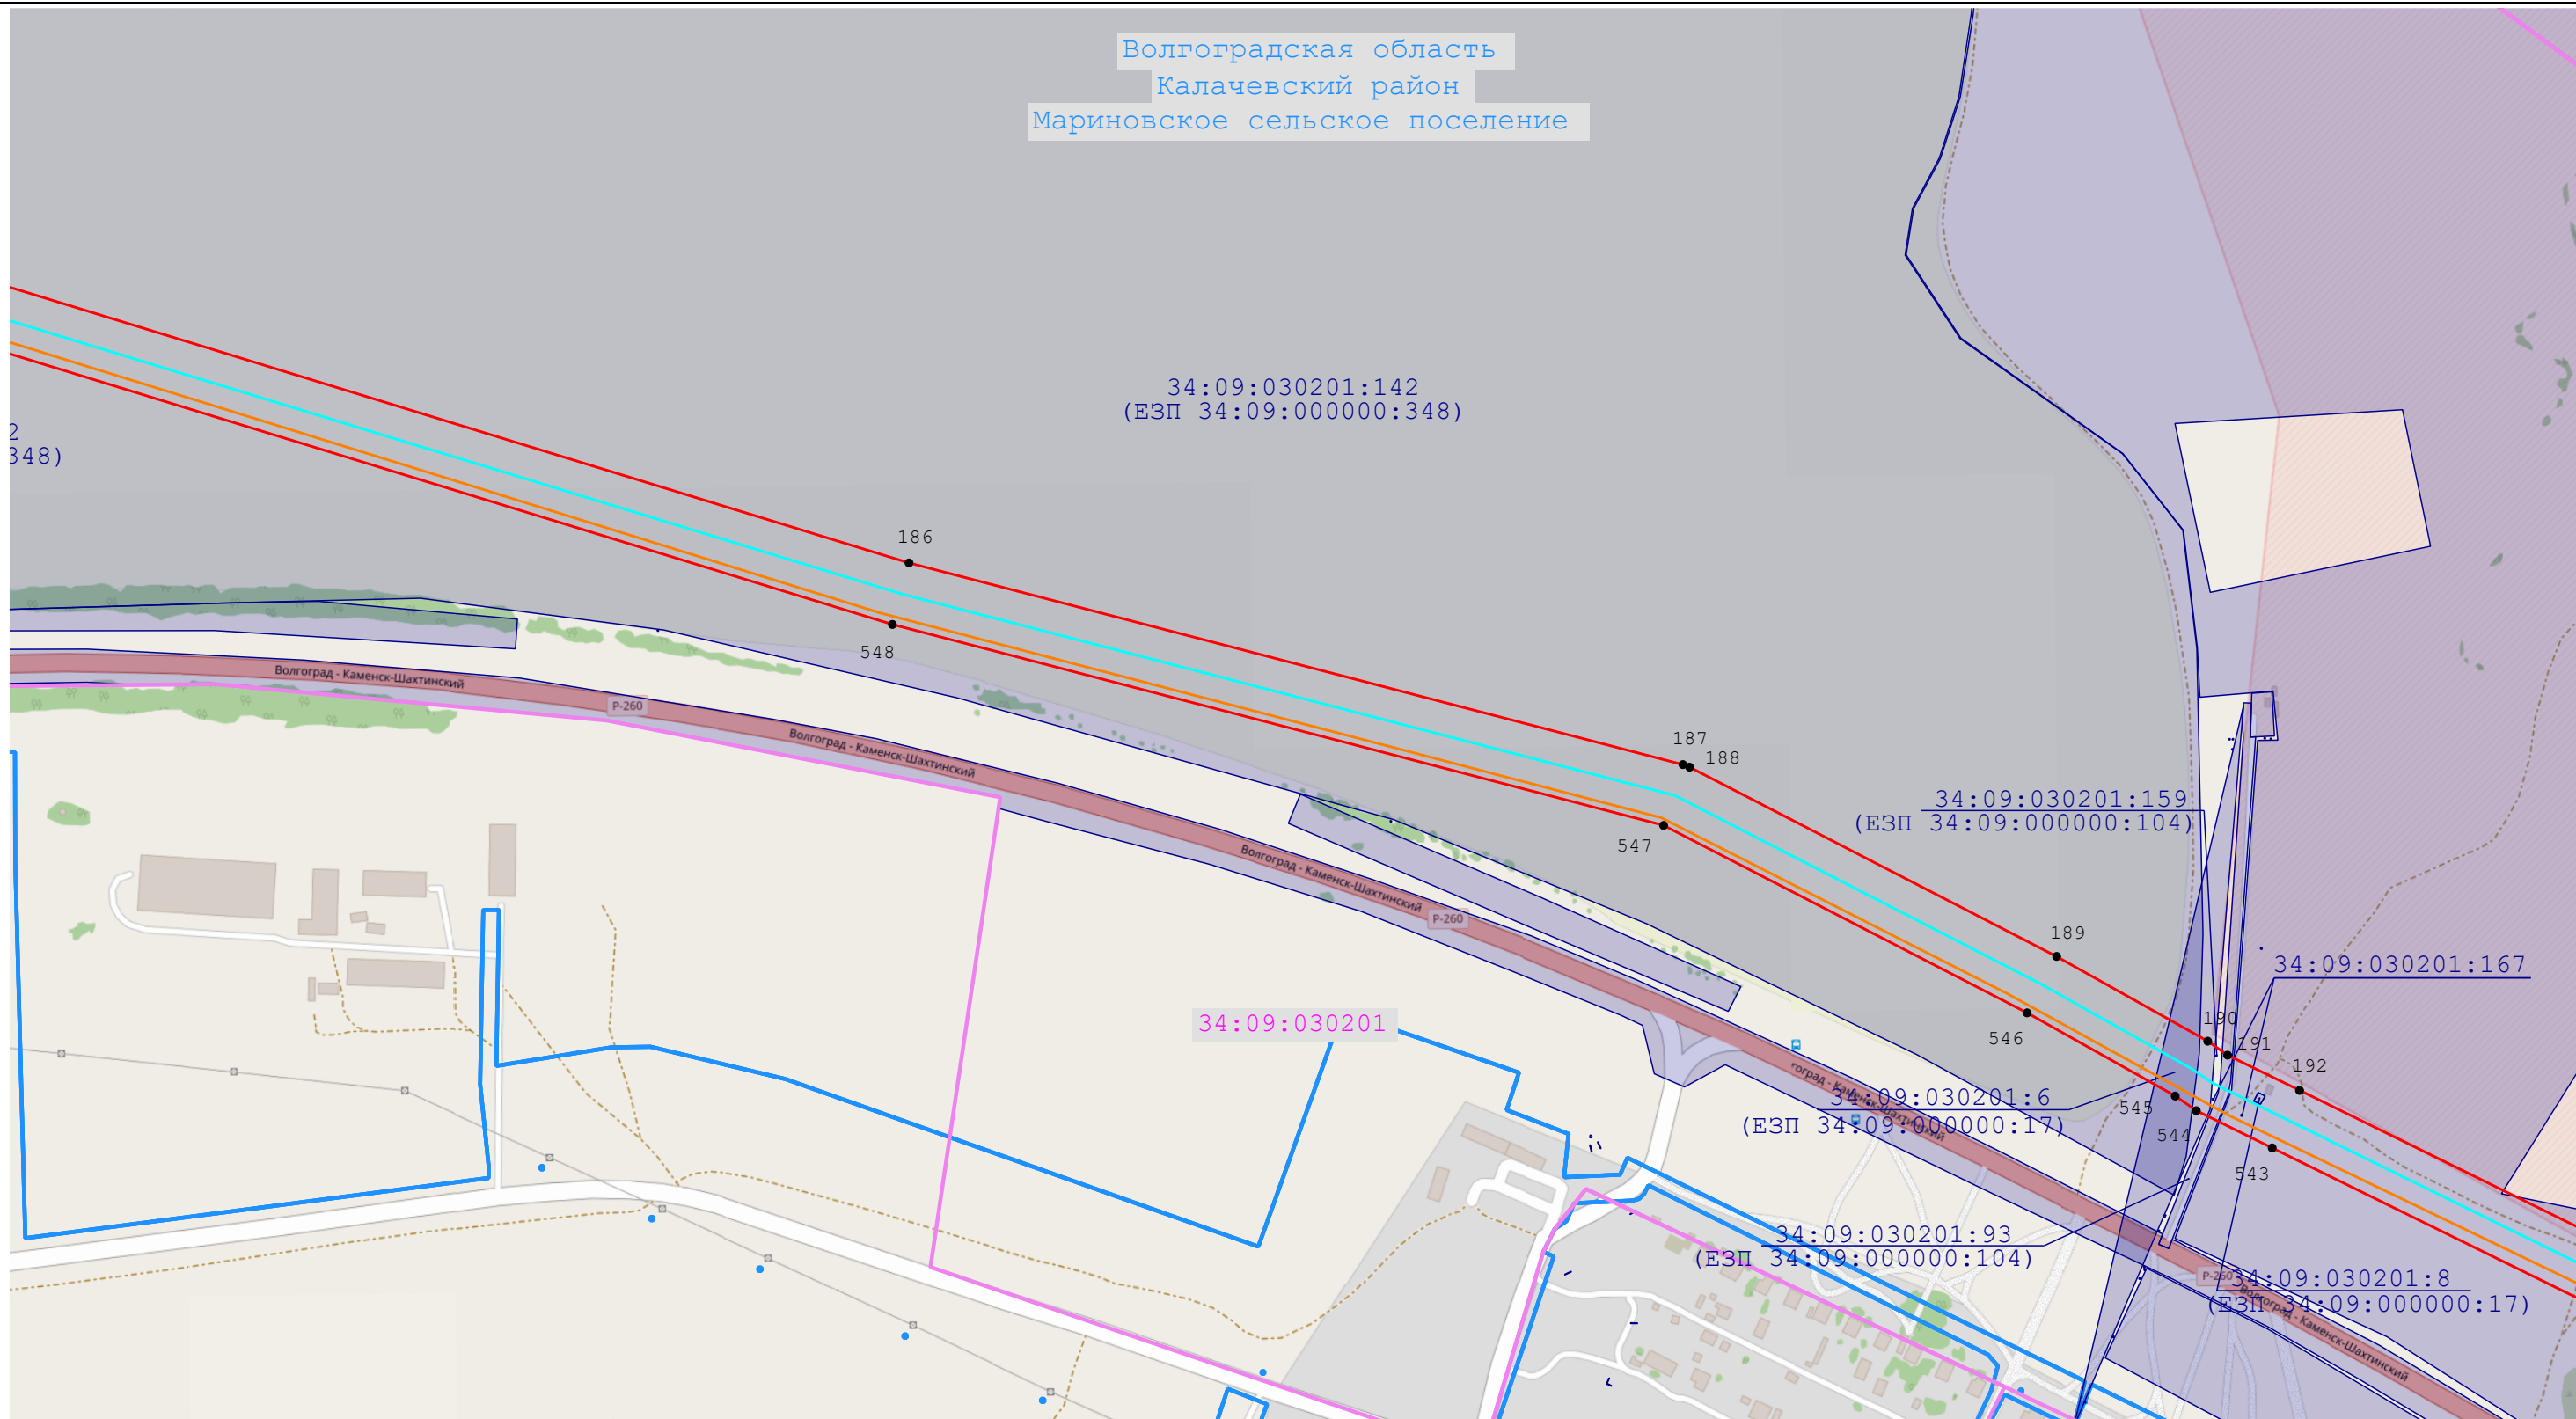 Волгоградская область
Калачевский район
Мариновское сельское поселение
34:09:030201:142
(ЕЗП 34:09:000000:348)
2
348)
186
548
Волгоград - Каменск-Шахтинский
Р-260
Волгоград - Каменск-Шахтинский
187
188
547
34:09:030201:159
(ЕЗП 34:09:000000:104)
Волгоград - Каменск-Шахтинский
Р-260
189
34:09:030201:167
34:09:030201
546
190
191
192
34:09:030201:6
(ЕЗП 34:09:000000:17)
545
544
543
34:09:030201:93
(ЕЗП 34:09:000000:104)
Р-260
34:09:030201:8
(ЕЗП 34:09:000000:17)
Волгоград - Каменск-Шахтинский